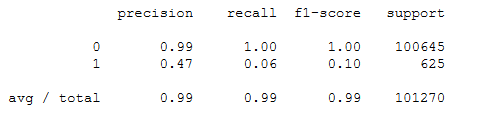 precision recall f1-score support
0 0.99 1.00 1.00 100645
1 0.47 0.06 0.10 625
avg / total 0.99 0.99 0.99 101270